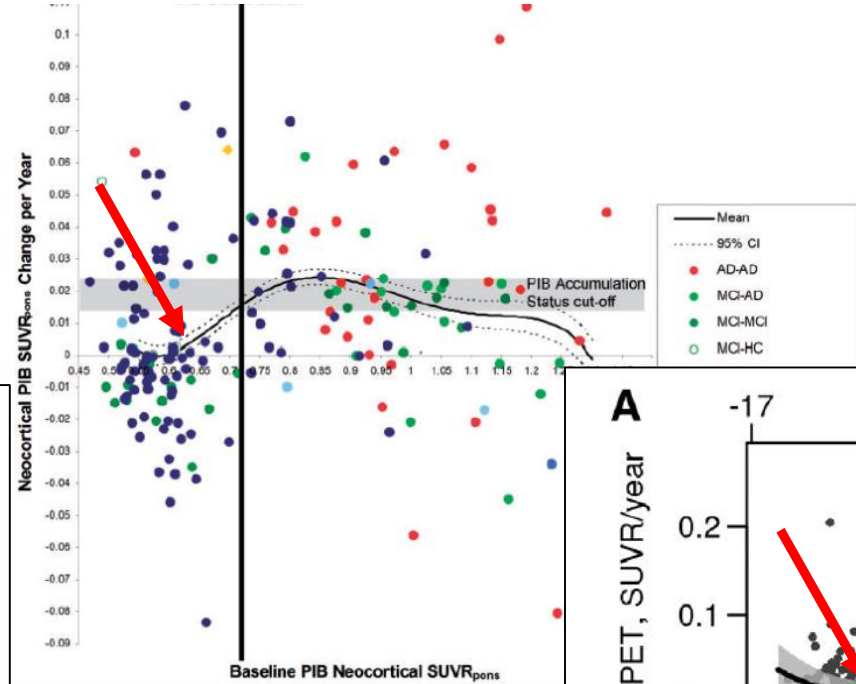 0.1
0.09
0.08
0.07
0.06
0.05
0.04
0.03
0.02
0.01
0
-0.01
-0.02
-0.03
-0.04
-0.05
-0.06
-0.07
-0.08
-0.09
0.45 0.5 0.55 0.6 0.65 0.7 0.75 0.8 0.85 0.9 0.95 1 1.05 1.1 1.15 1.2
Neocortical PIB SUVRpons Change per Year
Baseline PIB Neocortical SUVRpons
PIB Accumulation
Status cut-off
Mean
95% CI
AD-AD
MCI-AD
MCI-MCI
MCI-HC
A
-17
0.2
0.1
PET, SUVR/year